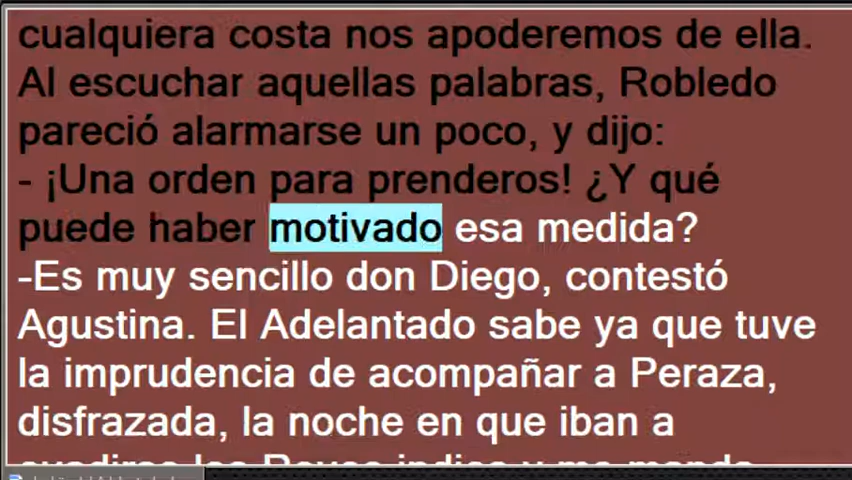 cualquiera costa nos apoderemos de ella.
Al escuchar aquellas palabras, Robledo
pareció alarmarse un poco, y dijo:
- ¡Una orden para prenderos! ¿Y qué
puede haber motivado esa medida?
-Es muy sencillo don Diego, contestó
Agustina. El Adelantado sabe ya que tuve
la imprudencia de acompañar a Peraza,
disfrazada, la noche en que iban a